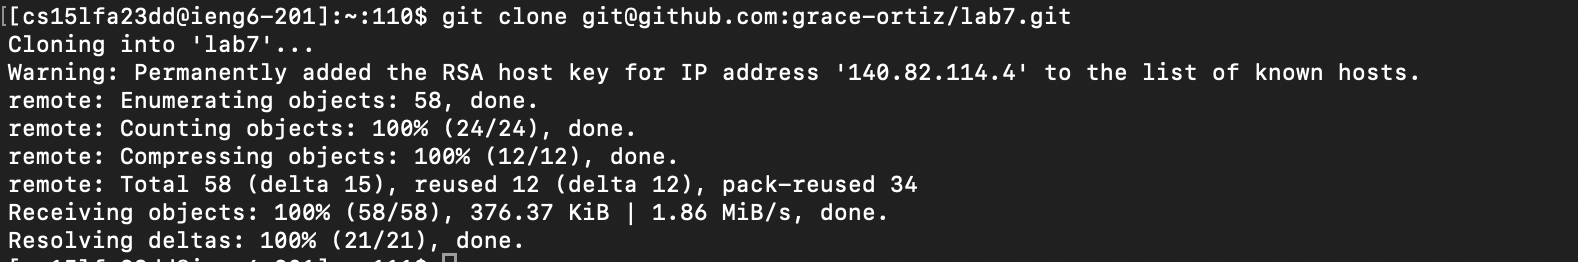 [[cs15lfa23dd@ieng6-201]:~:110$ git clone git@github.com:grace-ortiz/lab7.git
Cloning into 'lab7'...
Warning: Permanently added the RSA host key for IP address '140.82.114.4' to the list of known hosts.
remote: Enumerating objects: 58, done.
remote: Counting objects: 100% (24/24), done.
remote: Compressing objects: 100% (12/12), done.
remote: Total 58 (delta 15), reused 12 (delta 12), pack-reused 34
Receiving objects: 100% (58/58), 376.37 KiB | 1.86 MiB/s, done.
Resolving deltas: 100% (21/21), done.